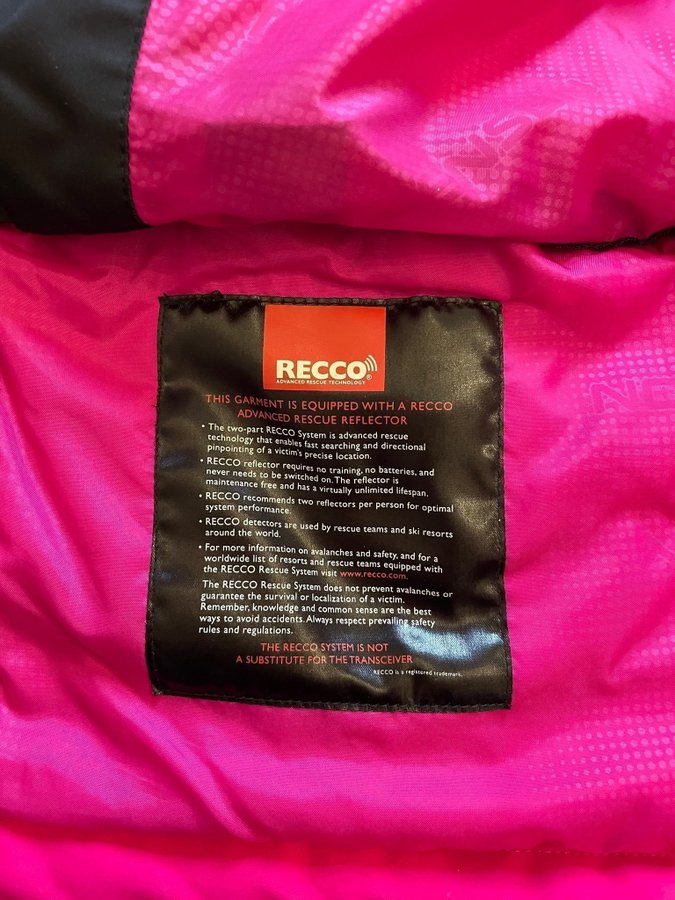 RECCO®
ADVANCED RESCUE TECHNOLOGY
THIS GARMENT IS EQUIPPED WITH A RECCO
ADVANCED RESCUE REFLECTOR
• The two-part RECCO System is advanced rescue
technology that enables fast searching and directional
pinpointing of a victim's precise location.
• RECCO reflector requires no training, no batteries, and
never needs to be switched on. The reflector is
maintenance free and has a virtually unlimited lifespan.
• RECCO recommends two reflectors per person for optimal
system performance.
• RECCO detectors are used by rescue teams and ski resorts
around the world.
• For more information on avalanches and safety, and for a
worldwide list of resorts and rescue teams equipped with
the RECCO Rescue System visit www.recco.com.
The RECCO Rescue System does not prevent avalanches or
guarantee the survival or localization of a victim.
Remember, knowledge and common sense are the best
ways to avoid accidents. Always respect prevailing safety
rules and regulations.
THE RECCO SYSTEM IS NOT
A SUBSTITUTE FOR THE TRANSCEIVER
RECCO is a registered trademark.